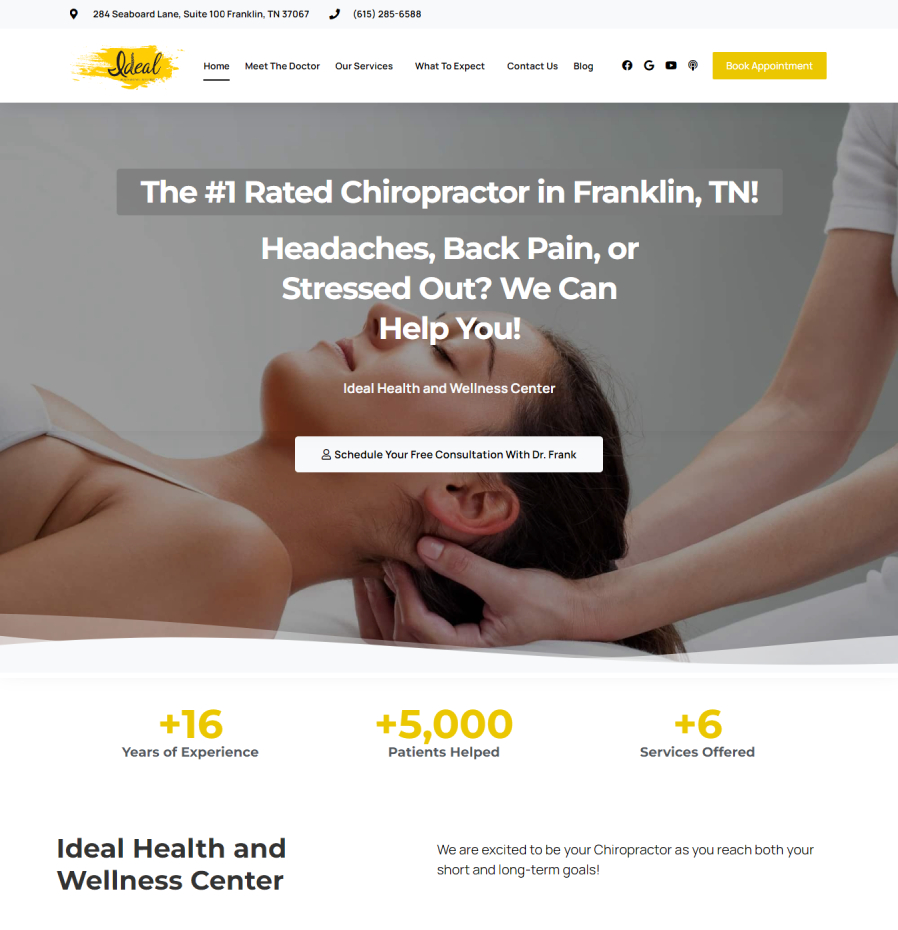 284 Seaboard Lane, Suite 100 Franklin, TN 37067 (615) 285-6588
Ideal
Home Meet The Doctor Our Services What To Expect Contact Us Blog Book Appointment
The #1 Rated Chiropractor in Franklin, TN!
Headaches, Back Pain, or
Stressed Out? We Can
Help You!
Ideal Health and Wellness Center
Schedule Your Free Consultation With Dr. Frank
+16 +5,000 +6
Years of Experience Patients Helped Services Offered
Ideal Health and
Wellness Center
We are excited to be your Chiropractor as you reach both your
short and long-term goals!